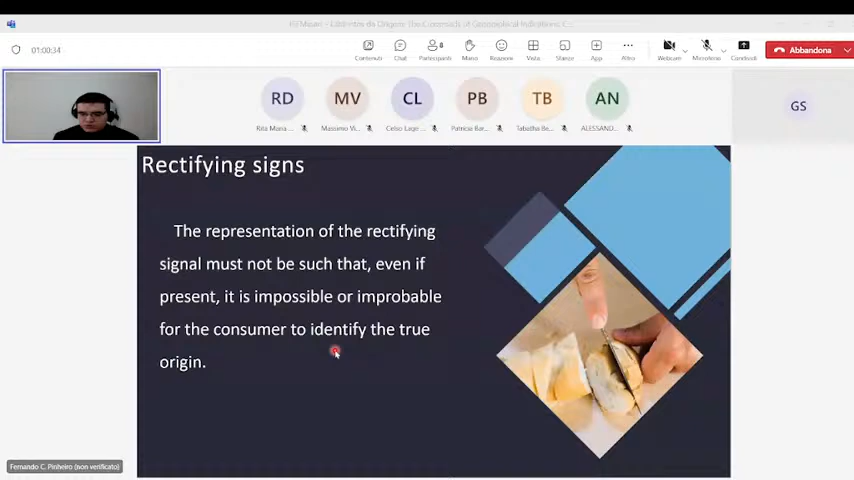 01:00:34
Contenuti
Chat
Partecipanti
8
Mano
Reazione
Vista
Stanze
App
Altro
Webcam
Microfono
Condividi
Abbandona
RD
MV
CL
PB
TB
AN
GS
Rita Maria ...
Massimo Vi...
Celso Lage ...
Patricia Bar...
Tabatha Be...
ALESSAND...
Rectifying signs
The representation of the rectifying
signal must not be such that, even if
present, it is impossible or improbable
for the consumer to identify the true
origin.
Fernando C. Pinheiro (non verificato)